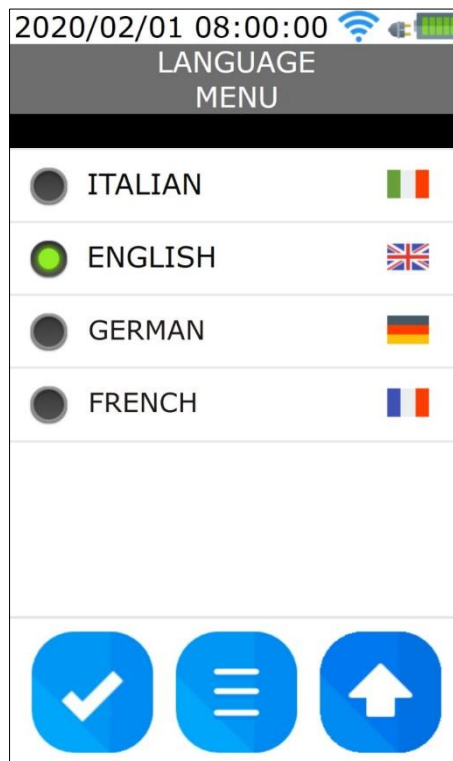 2020/02/01 08:00:00
LANGUAGE
MENU
ITALIAN
ENGLISH
GERMAN
FRENCH